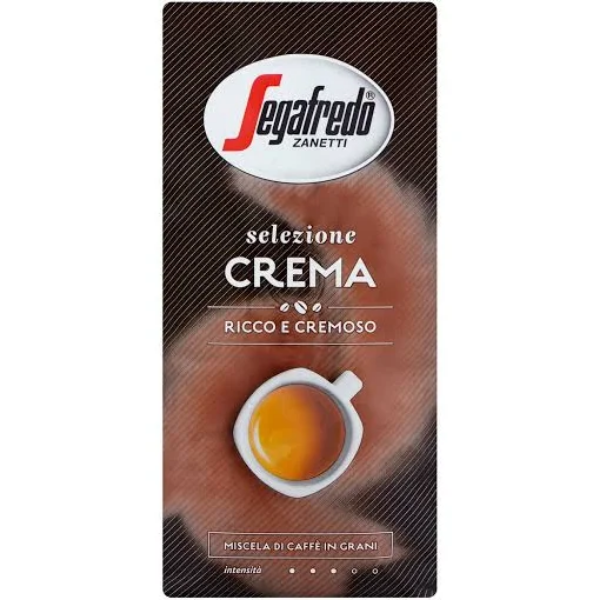 Segafredo®
ZANETTI
selezione
CREMA
RICCO E CREMOSO
MISCELA DI CAFFÈ IN GRANI
intensità